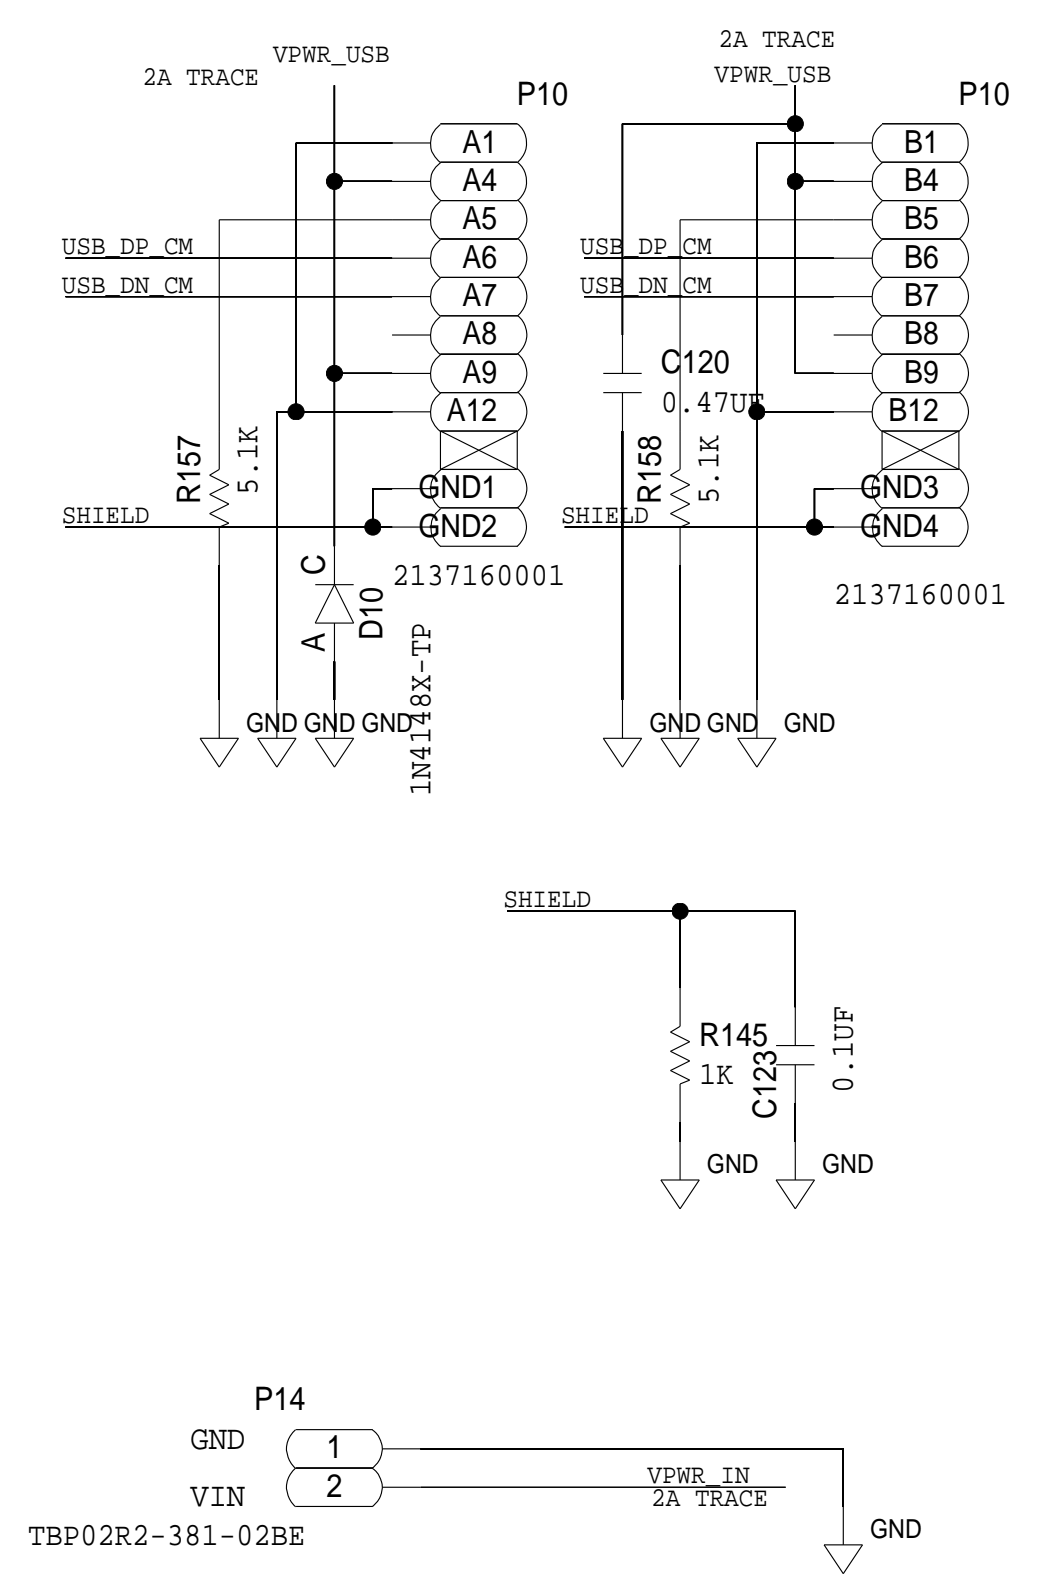 VPWR_USB
2A TRACE
P10
A1
A4
A5
USB_DP_CM
A6
USB_DN_CM
A7
A8
A9
A12
R157
5.1K
GND1
SHIELD
GND2
2137160001
C
A
D10
1N4148X-TP
GND GND GND
2A TRACE
VPWR_USB
P10
B1
B4
B5
USB_DP_CM
B6
USB_DN_CM
B7
B8
C120
B9
0.47UF
B12
R158
5.1K
GND3
SHIELD
GND4
2137160001
GND GND GND
SHIELD
R145
1K
C123
0.1UF
GND GND
P14
GND 1
VIN 2
VPWR_IN
2A TRACE
TBP02R2-381-02BE
GND